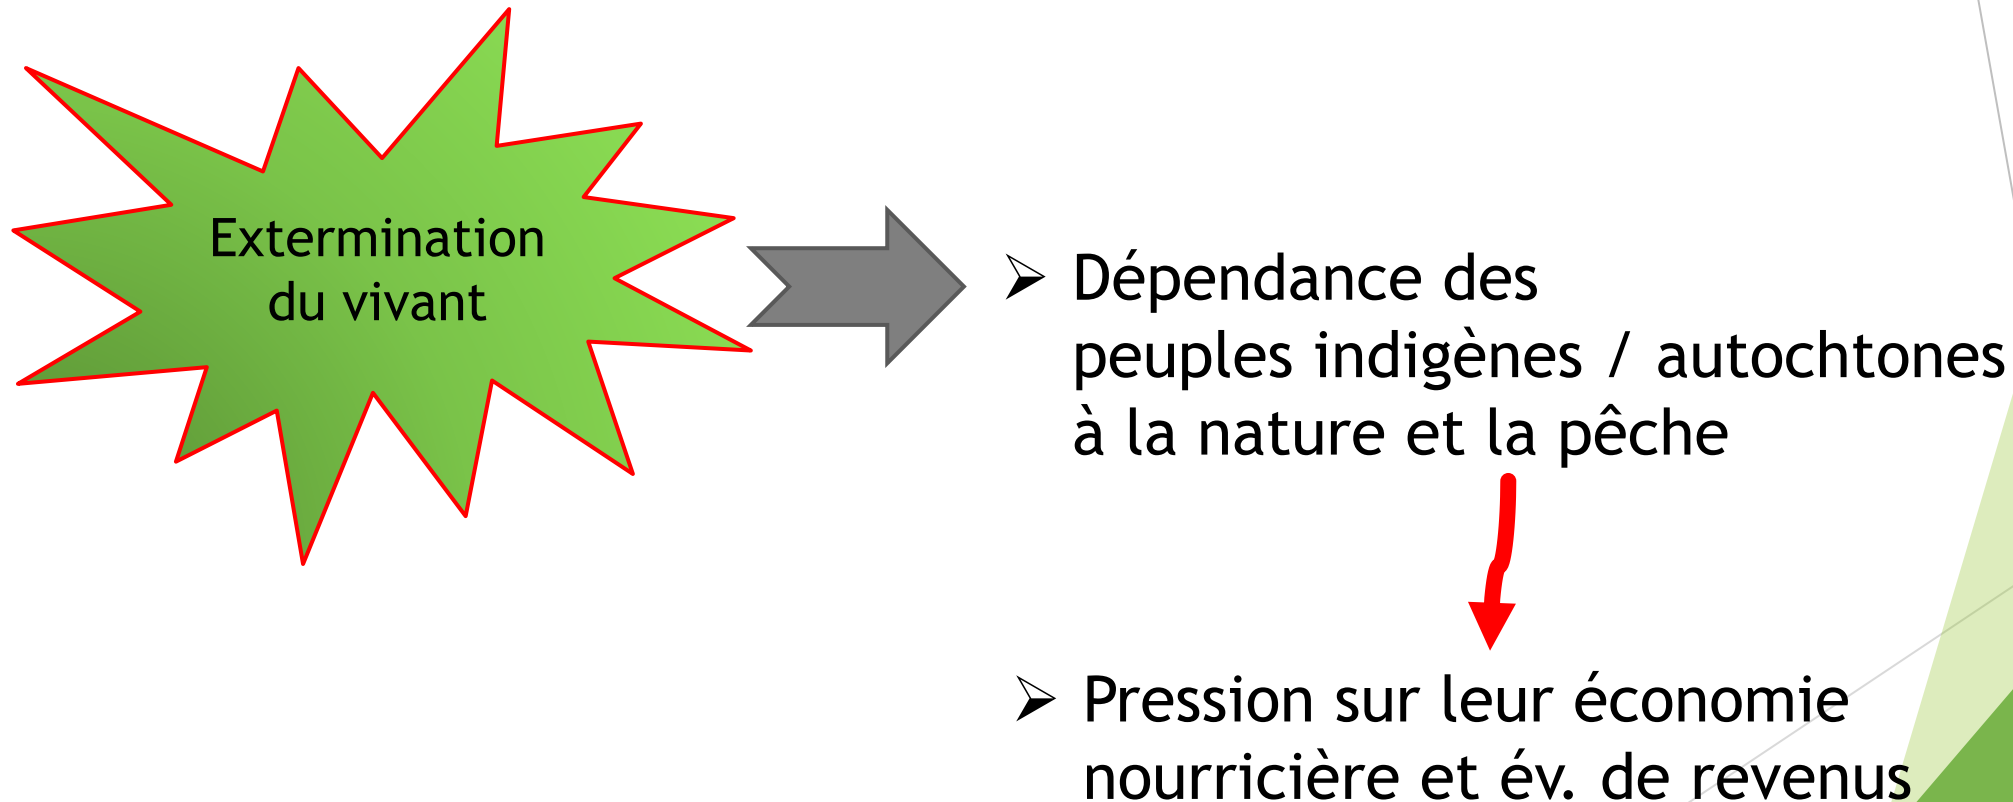 Extermination
du vivant
➢ Dépendance des
peuples indigènes / autochtones
à la nature et la pêche
➢ Pression sur leur économie
nourricière et év. de revenus